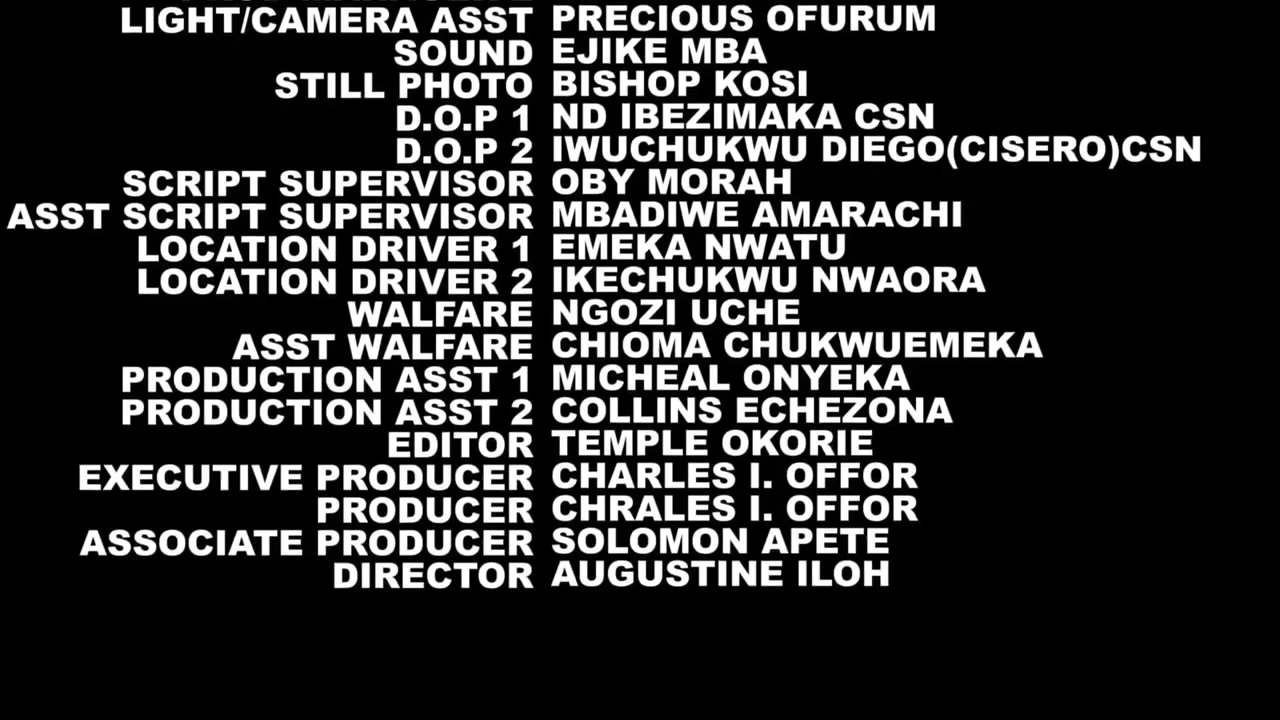 LIGHT/CAMERA ASST PRECIOUS OFURUM
SOUND EJIKE MBA
STILL PHOTO BISHOP KOSI
D.O.P 1 ND IBEZIMAKA CSN
D.O.P 2 IWUCHUKWU DIEGO(CISERO)CSN
SCRIPT SUPERVISOR OBY MORAH
ASST SCRIPT SUPERVISOR MBADIWE AMARACHI
LOCATION DRIVER 1 EMEKA NWATU
LOCATION DRIVER 2 IKECHUKWU NWAORA
WALFARE NGOZI UCHE
ASST WALFARE CHIOMA CHUKWUEMEKA
PRODUCTION ASST 1 MICHEAL ONYEKA
PRODUCTION ASST 2 COLLINS ECHEZONA
EDITOR TEMPLE OKORIE
EXECUTIVE PRODUCER CHARLES I. OFFOR
PRODUCER CHRALES I. OFFOR
ASSOCIATE PRODUCER SOLOMON APETE
DIRECTOR AUGUSTINE ILOH